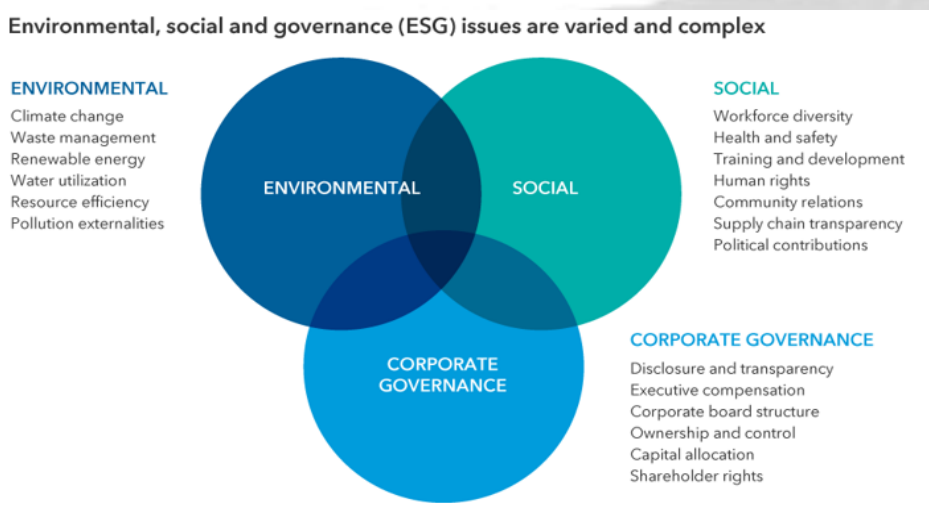 Environmental, social and governance (ESG) issues are varied and complex
ENVIRONMENTAL
Climate change
Waste management
Renewable energy
Water utilization
Resource efficiency
Pollution externalities
ENVIRONMENTAL
SOCIAL
CORPORATE
GOVERNANCE
SOCIAL
Workforce diversity
Health and safety
Training and development
Human rights
Community relations
Supply chain transparency
Political contributions
CORPORATE GOVERNANCE
Disclosure and transparency
Executive compensation
Corporate board structure
Ownership and control
Capital allocation
Shareholder rights